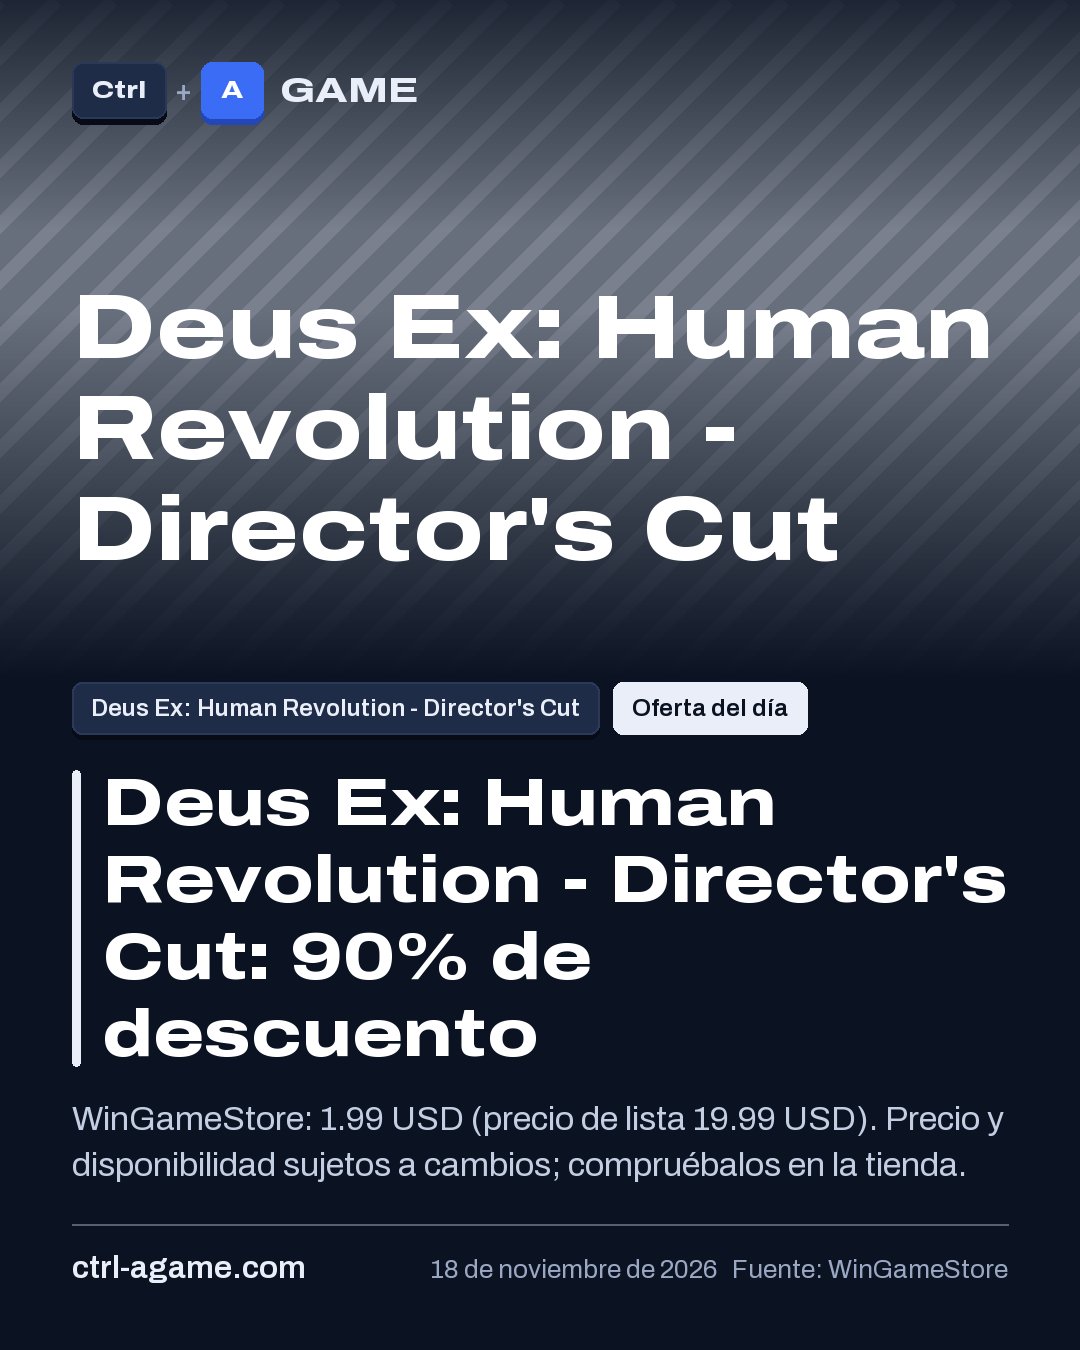 Ctrl + A GAME
Deus Ex: Human
Revolution -
Director's Cut
Deus Ex: Human Revolution - Director's Cut
Oferta del día
Deus Ex: Human
Revolution - Director's
Cut: 90% de
descuento
WinGameStore: 1.99 USD (precio de lista 19.99 USD). Precio y
disponibilidad sujetos a cambios; compruébalos en la tienda.
ctrl-agame.com
18 de noviembre de 2026 Fuente: WinGameStore